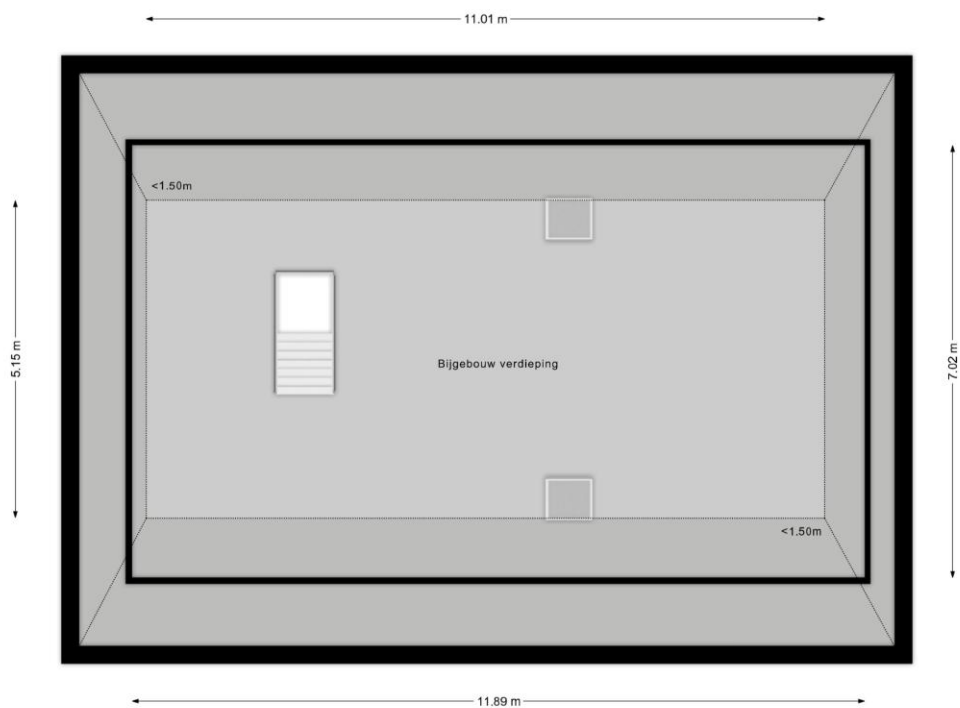 11.01 m
<1.50m
5.15 m
7.02 m
Bijgebouw verdieping
<1.50m
11.89 m